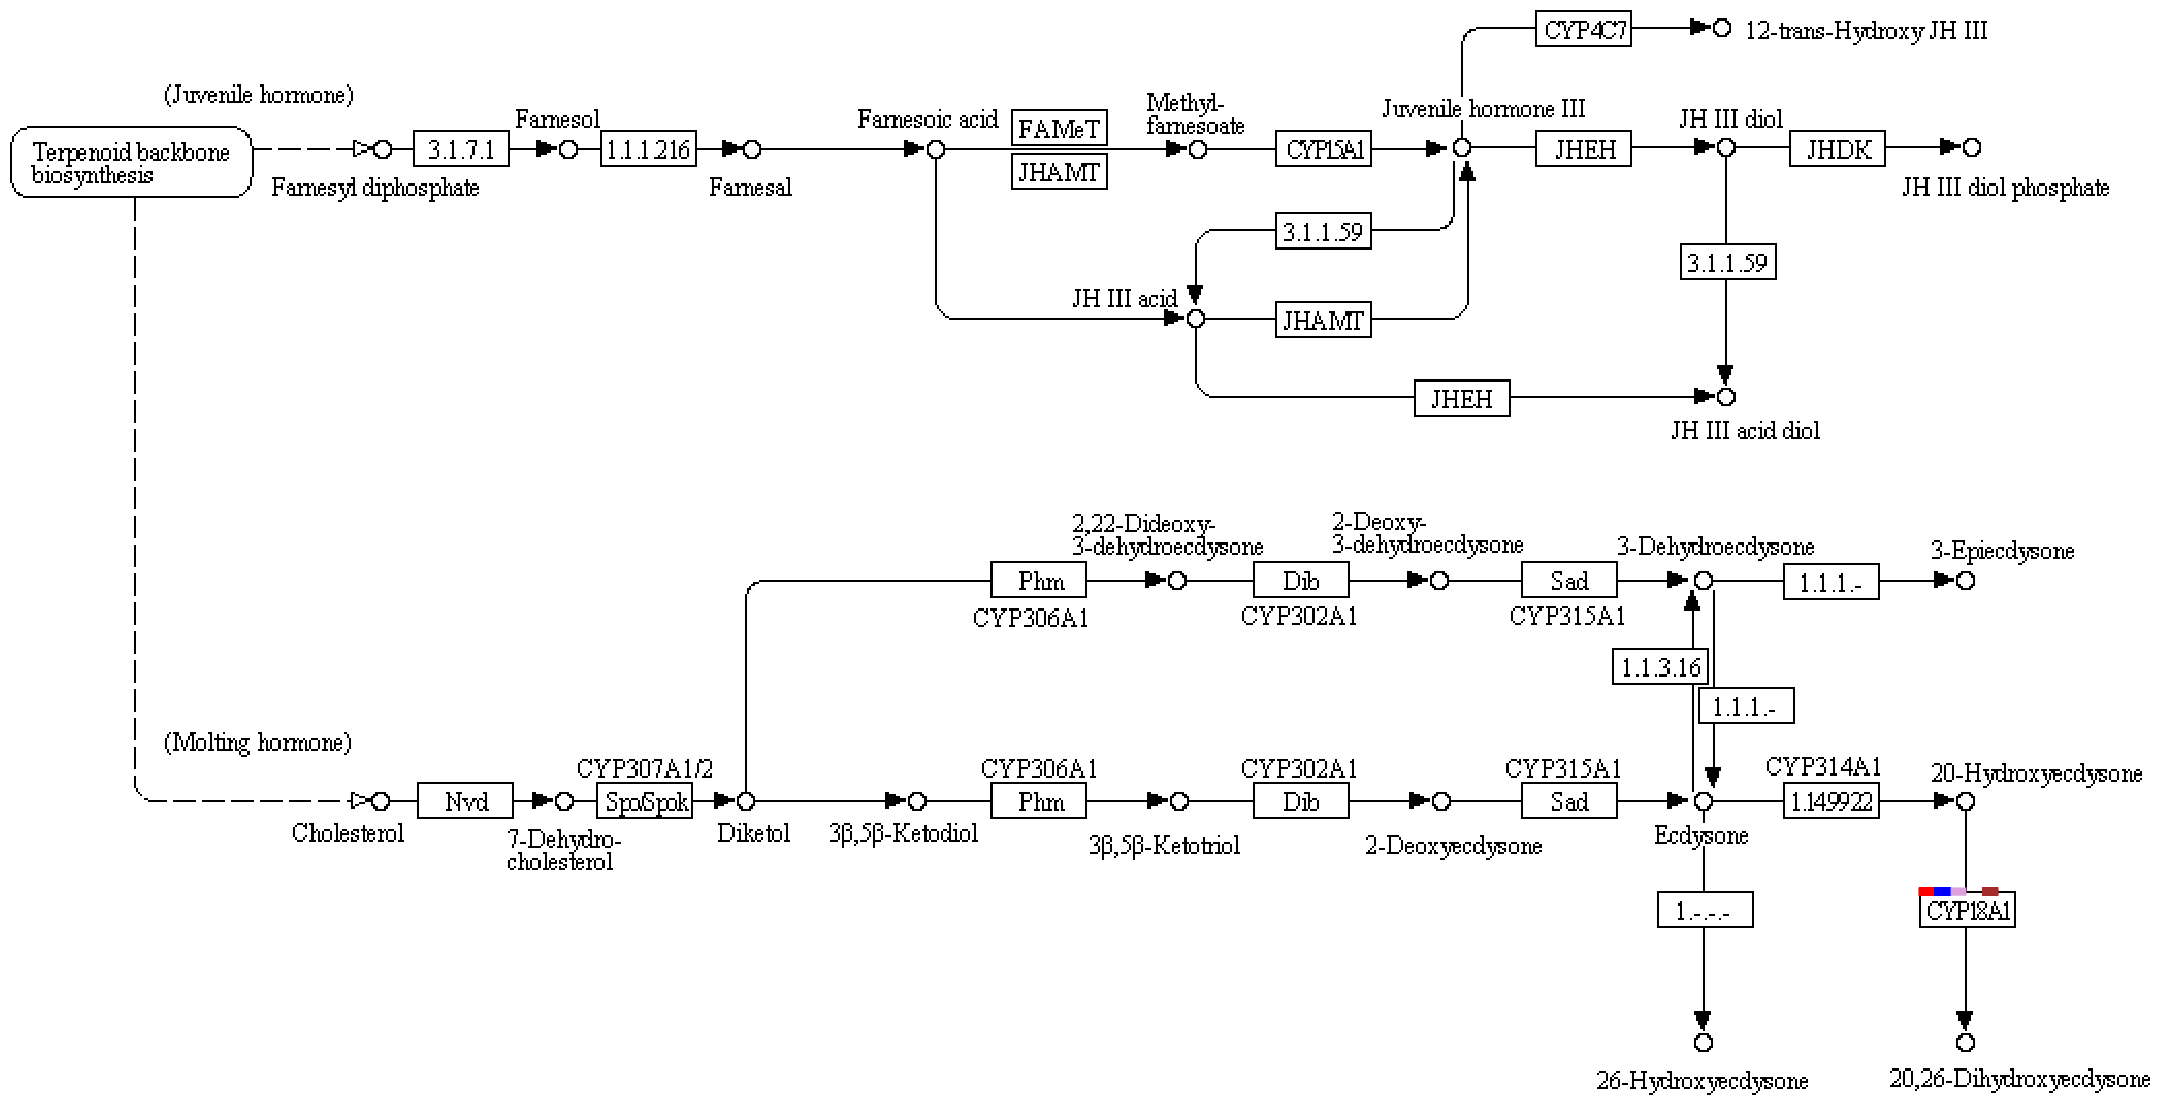 CYP4C7
12-trans-Hydroxy JH III
(Juvenile hormone)
Terpenoid backbone
biosynthesis
Farnesyl diphosphate
3.1.7.1
Farnesol
1.1.1.216
Farnesal
Farnesoic acid
FAMeT
JHAMT
Methyl-
farnesoate
CYP15A1
Juvenile hormone III
JHEH
JH III diol
JHDK
JH III diol phosphate
3.1.1.59
3.1.1.59
JH III acid
JHAMT
JHEH
JH III acid diol
2,22-Dideoxy-
3-dehydroecdysone
2-Deoxy-
3-dehydroecdysone
3-Dehydroecdysone
3-Epiecdysone
Phm
Dib
Sad
1.1.1.-
CYP306A1
CYP302A1
CYP315A1
1.1.3.16
1.1.1.-
(Molting hormone)
CYP307A1/2
CYP306A1
CYP302A1
CYP315A1
CYP314A1
20-Hydroxyecdysone
Nvd
Spo/Spok
Phm
Dib
Sad
1.14.99.22
Cholesterol
7-Dehydro-
cholesterol
Diketol
3β,5β-Ketodiol
3β,5β-Ketotriol
2-Deoxyecdysone
Ecdysone
1.-.-.-
CYP18A1
26-Hydroxyecdysone
20,26-Dihydroxyecdysone